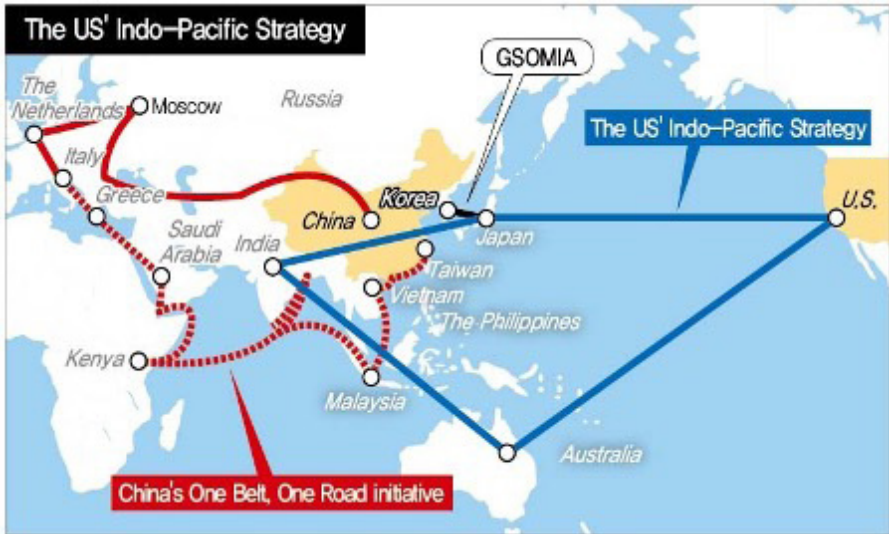 The US' Indo-Pacific Strategy
GSOMIA
The
Netherlands
Moscow
Russia
The US' Indo-Pacific Strategy
Italy
Greece
Korea
U.S.
China
Japan
Saudi
Arabia
India
Taiwan
Vietnam
The Philippines
Kenya
Malaysia
Australia
China's One Belt, One Road initiative